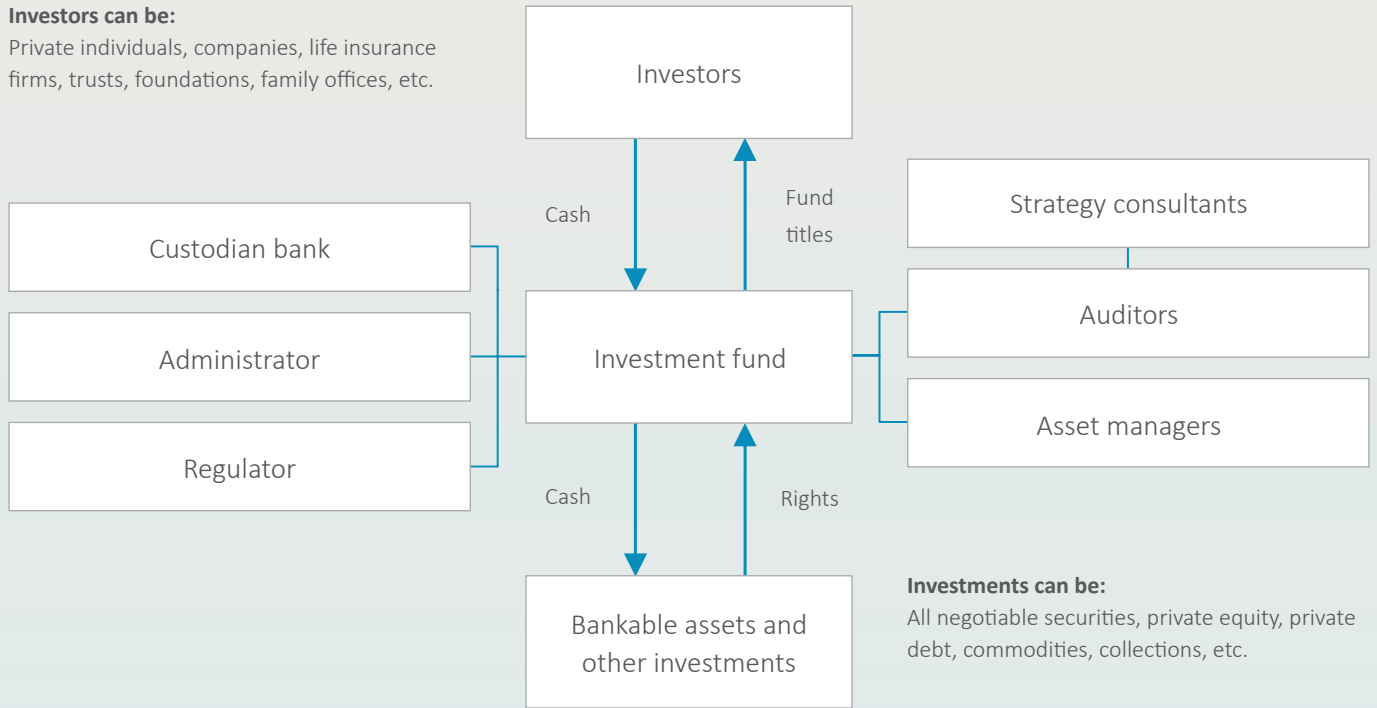 Investors can be:
Private individuals, companies, life insurance
firms, trusts, foundations, family offices, etc.
Investors
Cash
Fund
titles
Strategy consultants
Custodian bank
Auditors
Administrator
Investment fund
Asset managers
Regulator
Cash
Rights
Bankable assets and
other investments
Investments can be:
All negotiable securities, private equity, private
debt, commodities, collections, etc.